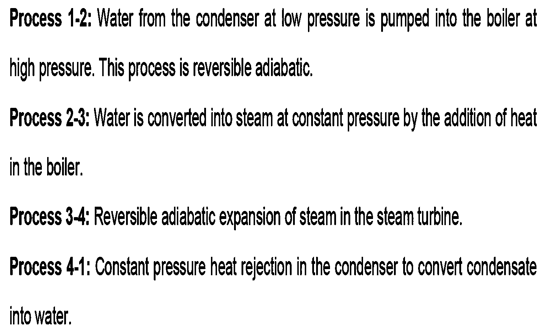 Process 1-2: Water from the condenser at low pressure is pumped into the boiler at
high pressure. This process is reversible adiabatic.
Process 2-3: Water is converted into steam at constant pressure by the addition of heat
in the boiler.
Process 3-4: Reversible adiabatic expansion of steam in the steam turbine.
Process 4-1: Constant pressure heat rejection in the condenser to convert condensate
into water.